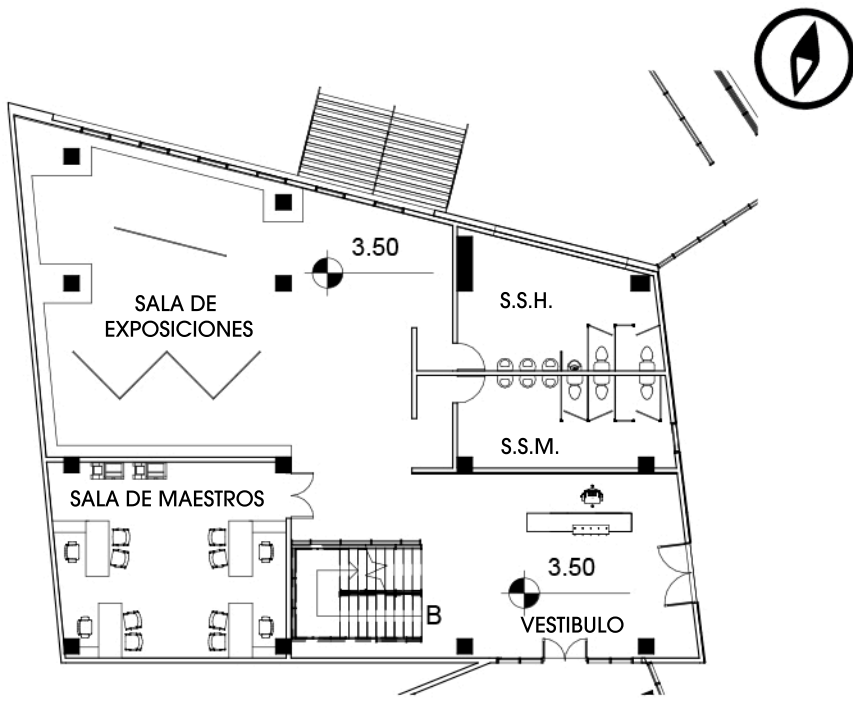 3.50
SALA DE
EXPOSICIONES
S.S.H.
S.S.M.
SALA DE MAESTROS
3.50
B
VESTIBULO